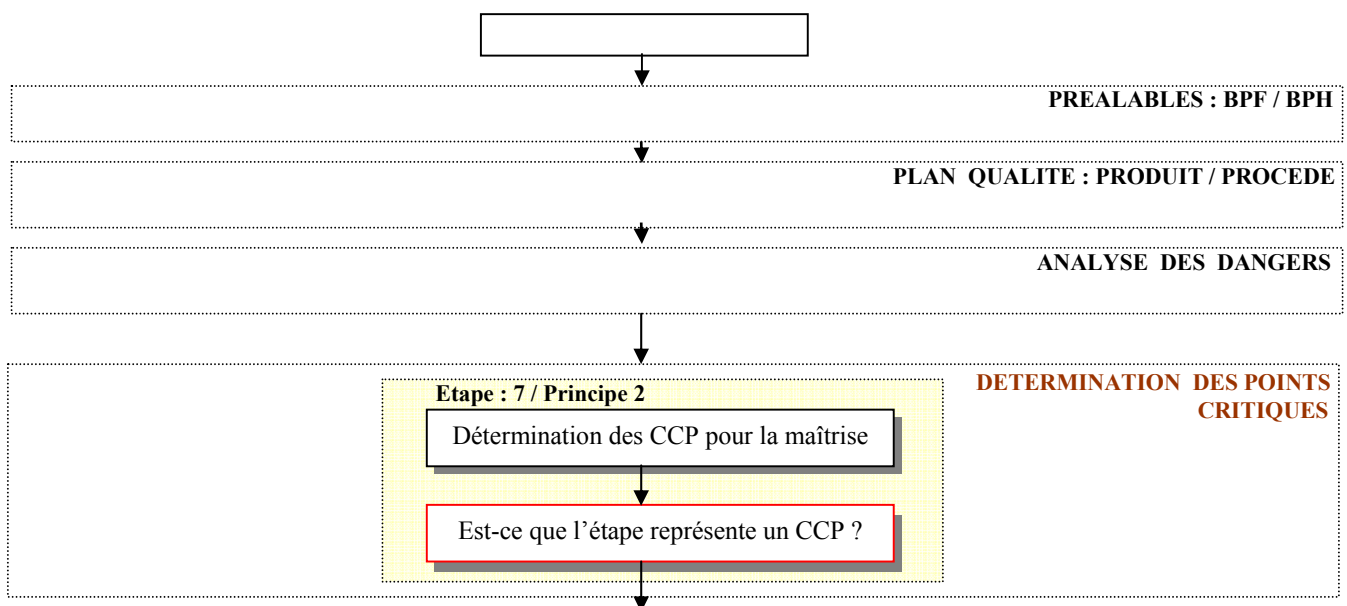 PREALABLES : BPF / BPH
PLAN QUALITE : PRODUIT / PROCEDE
ANALYSE DES DANGERS
DETERMINATION DES POINTS
CRITIQUES
Etape : 7 / Principe 2
Détermination des CCP pour la maîtrise
Est-ce que l’étape représente un CCP ?